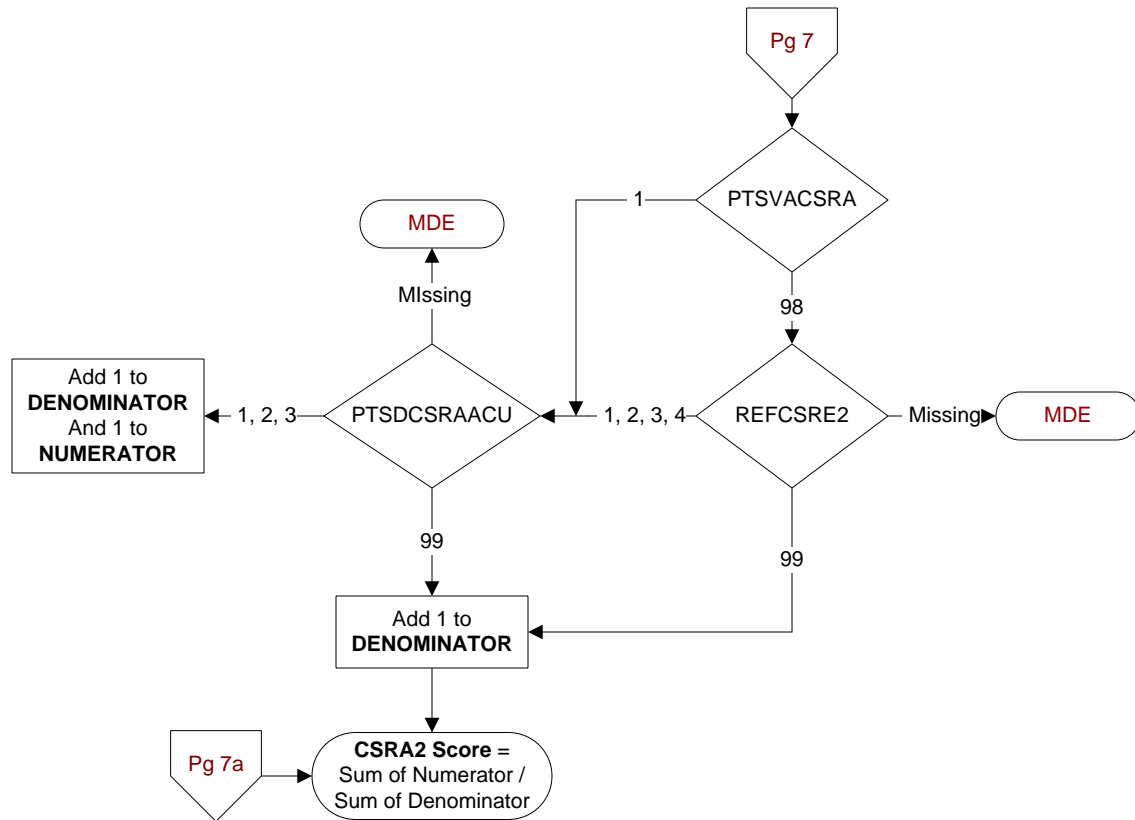 Pg 7
PTSVACSRA
1
MDE
MIssing
98
Add 1 to
DENOMINATOR
And 1 to
NUMERATOR
1, 2, 3
PTSDCSRAACU
1, 2, 3, 4
REFCSRE2
Missing
MDE
99
99
Add 1 to
DENOMINATOR
Pg 7a
CSRA2 Score =
Sum of Numerator /
Sum of Denominator